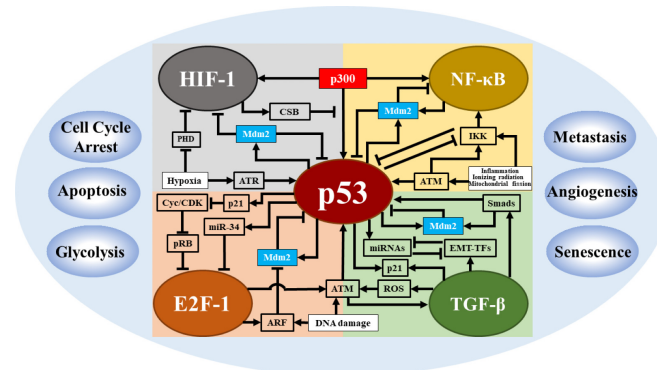 p300
HIF-1
NF-κB
CSB
Mdm2
Mdm2
Cell Cycle
Arrest
PHD
IKK
Metastasis
Hypoxia
ATR
ATM
Inflammation
Ionizing radiation
Mitochondrial fission
Apoptosis
p53
Angiogenesis
Cyc/CDK
p21
Smads
miR-34
Mdm2
pRB
Mdm2
miRNAs
EMT-TFs
Glycolysis
p21
Senescence
E2F-1
ATM
ROS
TGF-β
ARF
DNA damage